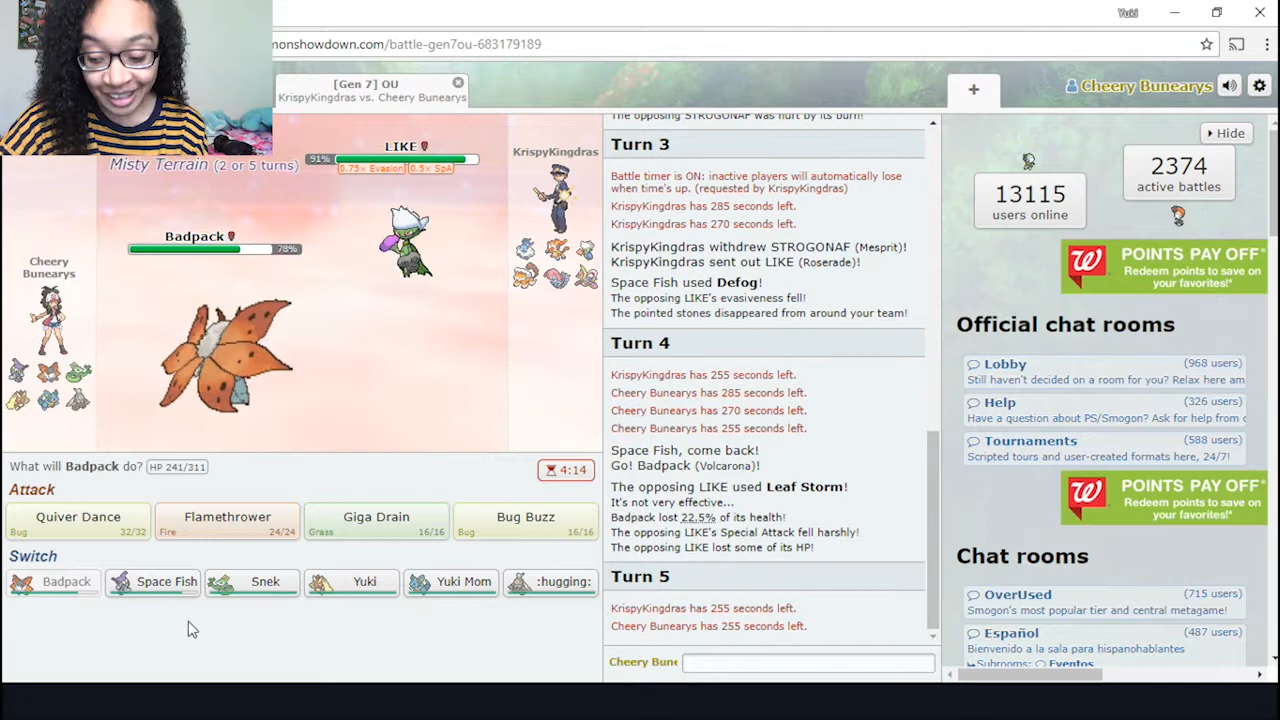 Yuki
monshowdown.com/battle-gen7ou-683179189
[Gen 7] OU
KrispyKingdras vs. Cheery Bunearys
+
Cheery Bunearys
Misty Terrain (2 or 5 turns)
LIKE
91%
0.75× Evasion 0.5× SpA
KrispyKingdras
Badpack
78%
Cheery
Bunearys
What will Badpack do? HP 241/311
4:14
Attack
Quiver Dance
Bug 32/32
Flamethrower
Fire 24/24
Giga Drain
Grass 16/16
Bug Buzz
Bug 16/16
Switch
Badpack
Space Fish
Snek
Yuki
Yuki Mom
:hugging:
The opposing STROGONAF was hurt by its burn!
Turn 3
Battle timer is ON: inactive players will automatically lose
when time's up. (requested by KrispyKingdras)
KrispyKingdras has 285 seconds left.
KrispyKingdras has 270 seconds left.
KrispyKingdras withdrew STROGONAF (Mesprit)!
KrispyKingdras sent out LIKE (Roserade)!
Space Fish used Defog!
The opposing LIKE's evasiveness fell!
The pointed stones disappeared from around your team!
Turn 4
KrispyKingdras has 255 seconds left.
Cheery Bunearys has 285 seconds left.
Cheery Bunearys has 270 seconds left.
Cheery Bunearys has 255 seconds left.
Space Fish, come back!
Go! Badpack (Volcarona)!
The opposing LIKE used Leaf Storm!
It's not very effective...
Badpack lost 22.5% of its health!
The opposing LIKE's Special Attack fell harshly!
The opposing LIKE lost some of its HP!
Turn 5
KrispyKingdras has 255 seconds left.
Cheery Bunearys has 255 seconds left.
Cheery Bune
Hide
13115
users online
2374
active battles
POINTS PAY OFF*
Redeem points to save on
your favorites!*
Official chat rooms
Lobby (968 users)
Still haven't decided on a room for you? Relax here am
Help (326 users)
Have a question about PS/Smogon? Ask for help from
Tournaments (588 users)
Scripted tours and user-created formats here, 24/7!
POINTS PAY OFF*
Redeem points to save on
your favorites!*
Chat rooms
OverUsed (715 users)
Smogon's most popular tier and central metagame!
Español (487 users)
Bienvenido a la sala para hispanohablantes
Subrooms: Eventos